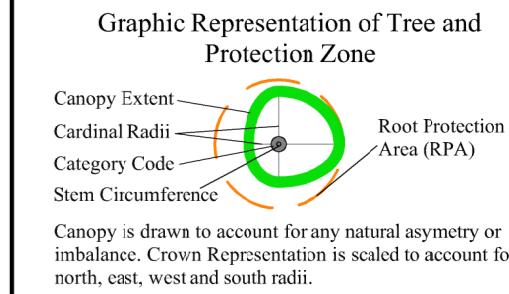 Graphic Representation of Tree and
Protection Zone
Canopy Extent
Cardinal Radii
Category Code
Stem Circumference
Root Protection
Area (RPA)
Canopy is drawn to account for any natural asymetry or
imbalance. Crown Representation is scaled to account fo
north, east, west and south radii.